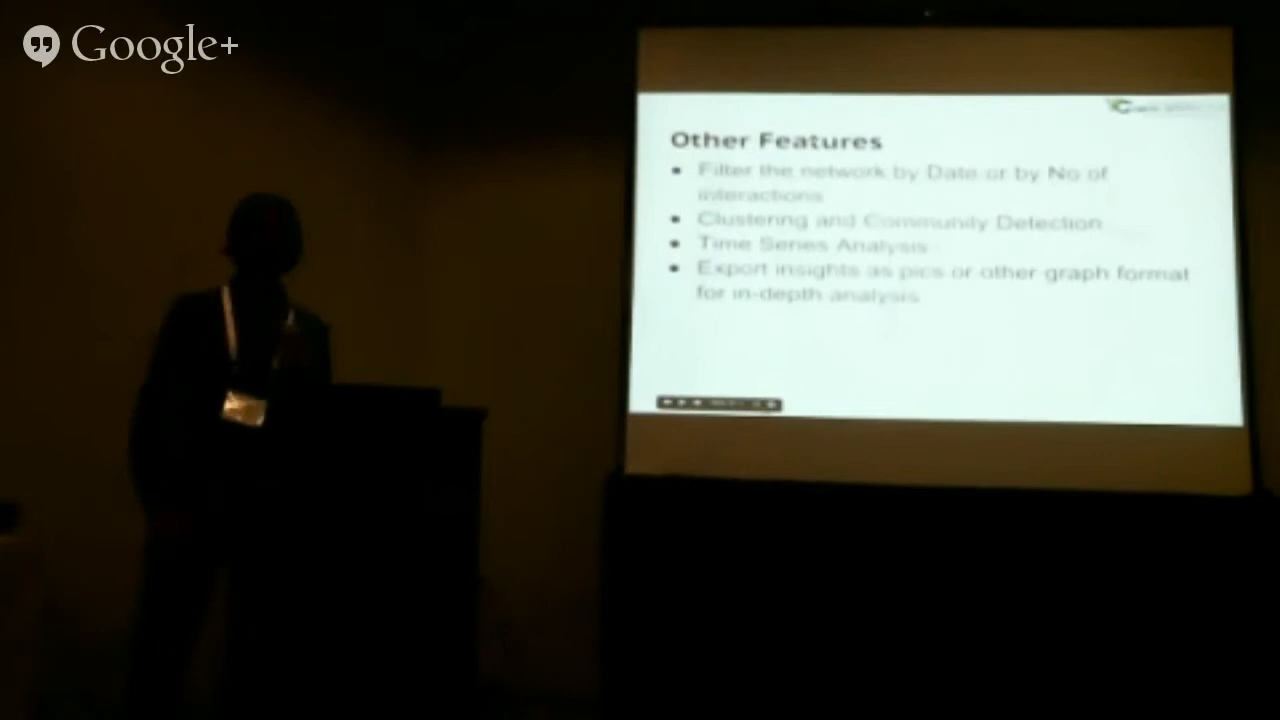 Google+
Other Features
Filter the network by Date or by No of
interactions
Clustering and Community Detection
Time Series Analysis
Export insights as pics or other graph format
for in-depth analysis